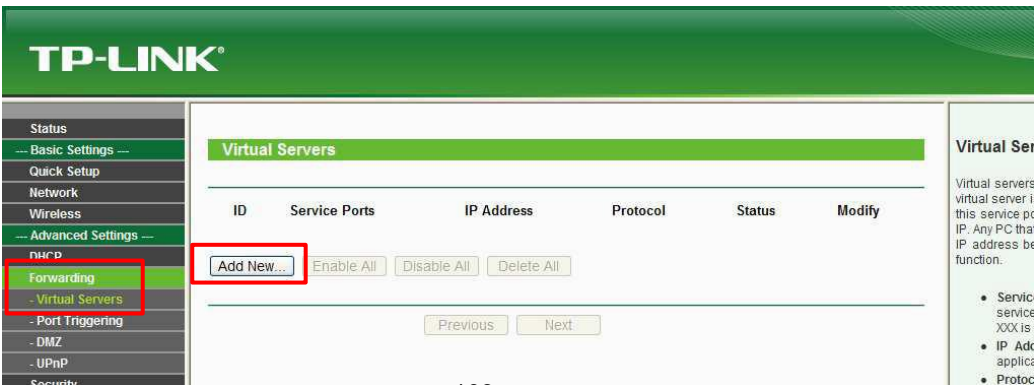 TP-LINK®
Status
--- Basic Settings ---
Quick Setup
Network
Wireless
--- Advanced Settings ---
DHCP
Forwarding
- Virtual Servers
- Port Triggering
- DMZ
- UPnP
Security
Virtual Servers
ID Service Ports IP Address Protocol Status Modify
Add New... Enable All Disable All Delete All
Previous Next
Virtual Ser
Virtual servers
virtual server i
this service po
IP. Any PC that
IP address be
function.
• Servic
service
XXX is
• IP Add
applica
• Protoc